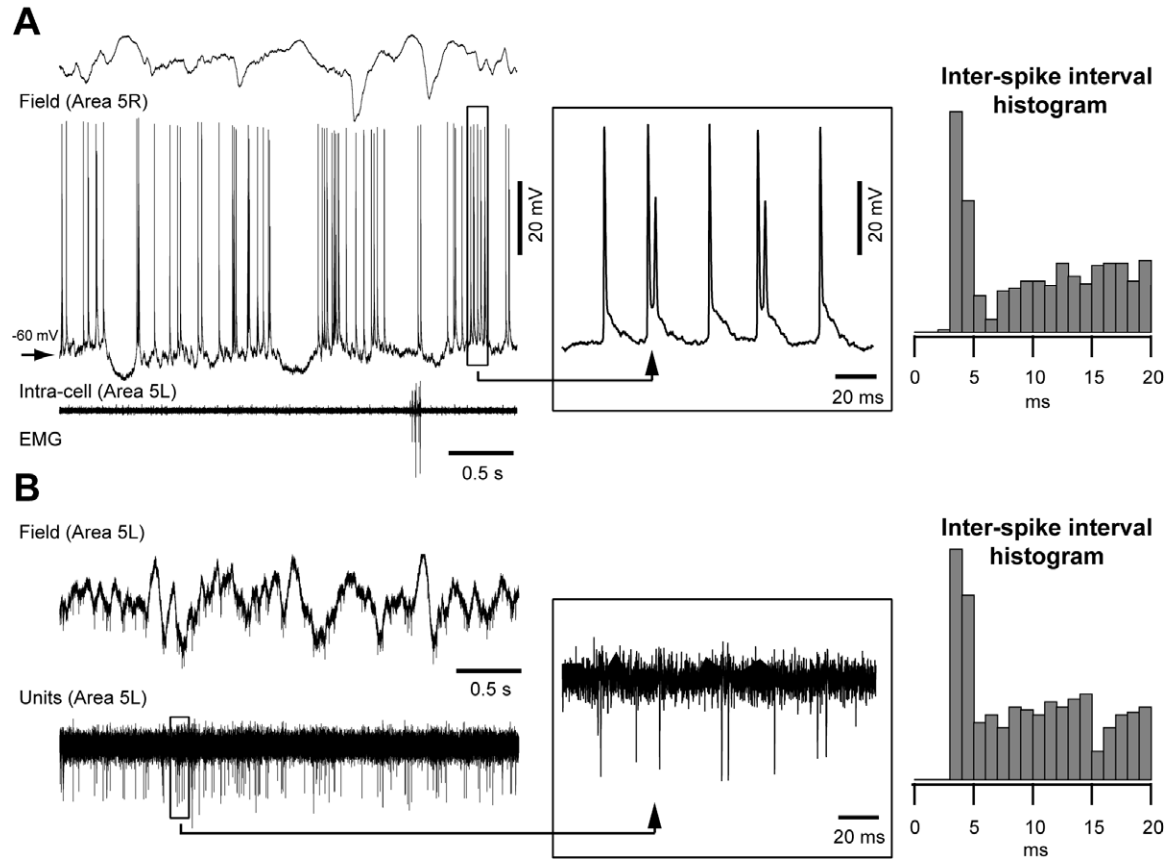 A
Field (Area 5R)
-60 mV
20 mV
Intra-cell (Area 5L)
EMG
0.5 s
20 mV
20 ms
Inter-spike interval
histogram
0 5 10 15 20
ms
B
Field (Area 5L)
0.5 s
Units (Area 5L)
20 ms
Inter-spike interval
histogram
0 5 10 15 20
ms